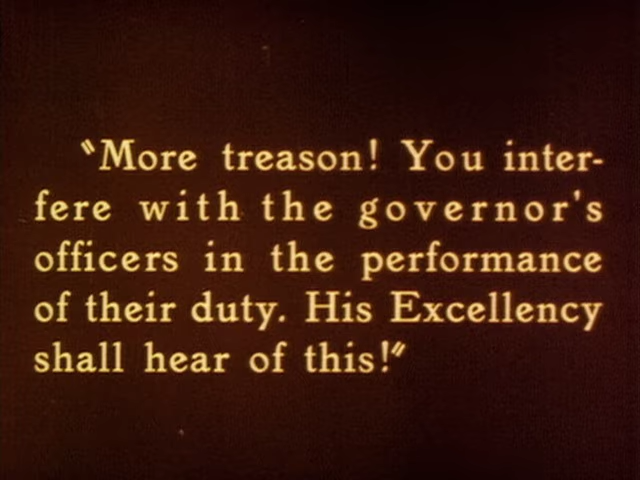 "More treason! You inter-
fere with the governor's
officers in the performance
of their duty. His Excellency
shall hear of this!"